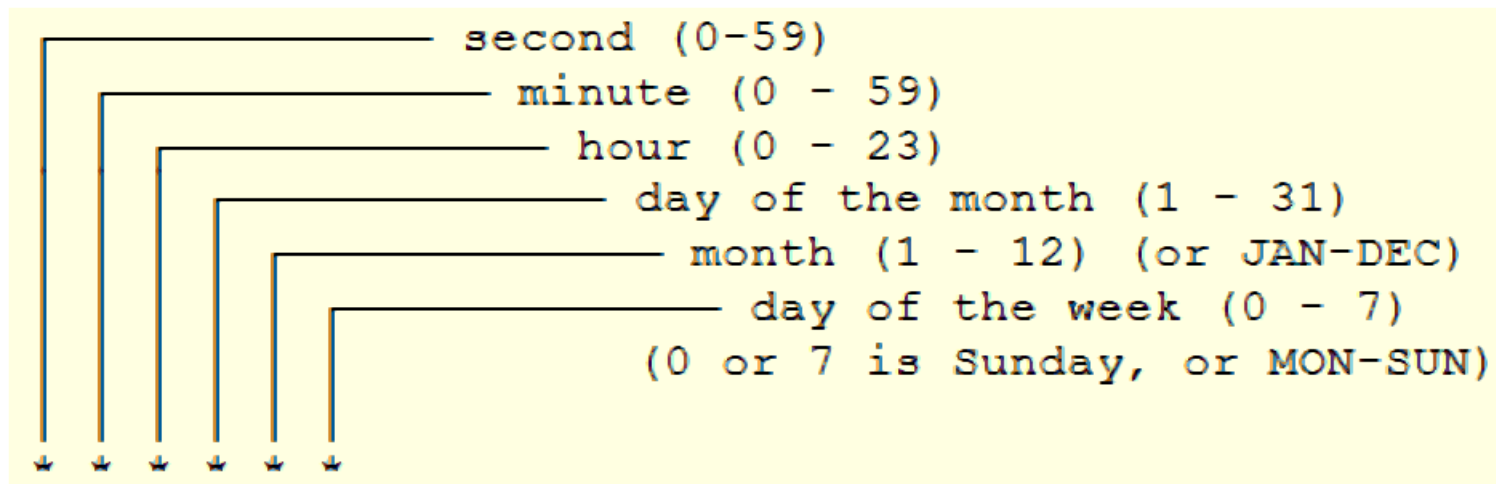 second (0-59)
minute (0 - 59)
hour (0 - 23)
day of the month (1 - 31)
month (1 - 12) (or JAN-DEC)
day of the week (0 - 7)
(0 or 7 is Sunday, or MON-SUN)
* * * * * *